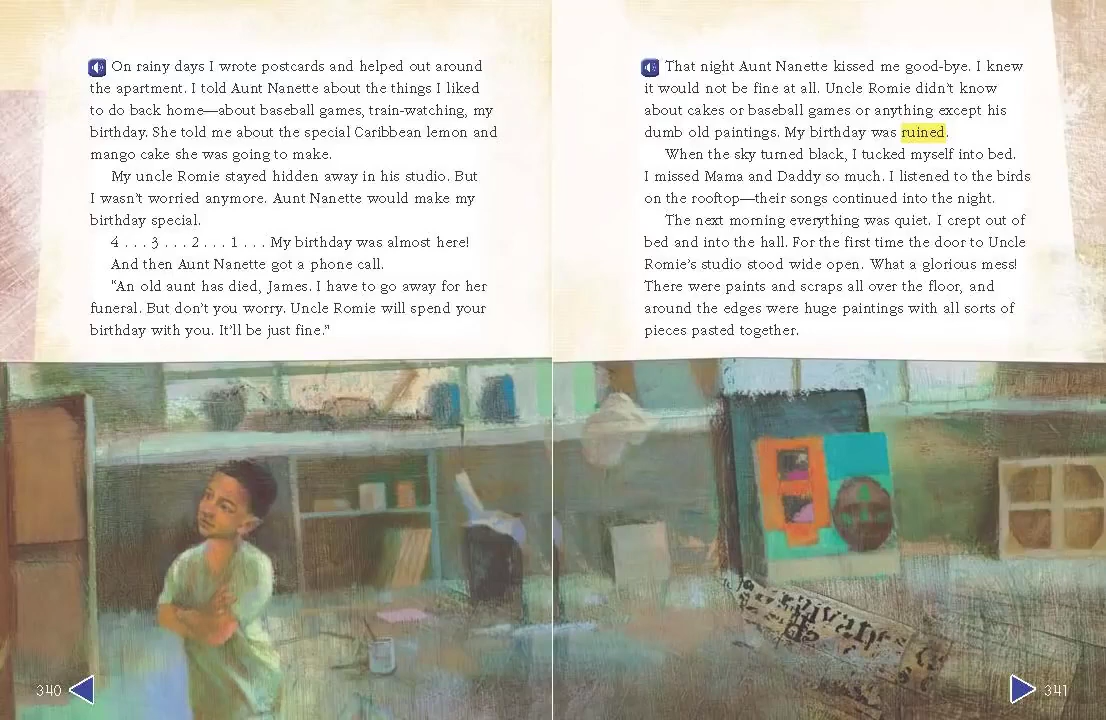 On rainy days I wrote postcards and helped out around
the apartment. I told Aunt Nanette about the things I liked
to do back home—about baseball games, train-watching, my
birthday. She told me about the special Caribbean lemon and
mango cake she was going to make.
My uncle Romie stayed hidden away in his studio. But
I wasn't worried anymore. Aunt Nanette would make my
birthday special.
4 . . . 3 . . . 2 . . . 1 . . . My birthday was almost here!
And then Aunt Nanette got a phone call.
"An old aunt has died, James. I have to go away for her
funeral. But don't you worry. Uncle Romie will spend your
birthday with you. It'll be just fine."
340
That night Aunt Nanette kissed me good-bye. I knew
it would not be fine at all. Uncle Romie didn't know
about cakes or baseball games or anything except his
dumb old paintings. My birthday was ruined.
When the sky turned black, I tucked myself into bed.
I missed Mama and Daddy so much. I listened to the birds
on the rooftop—their songs continued into the night.
The next morning everything was quiet. I crept out of
bed and into the hall. For the first time the door to Uncle
Romie's studio stood wide open. What a glorious mess!
There were paints and scraps all over the floor, and
around the edges were huge paintings with all sorts of
pieces pasted together.
341